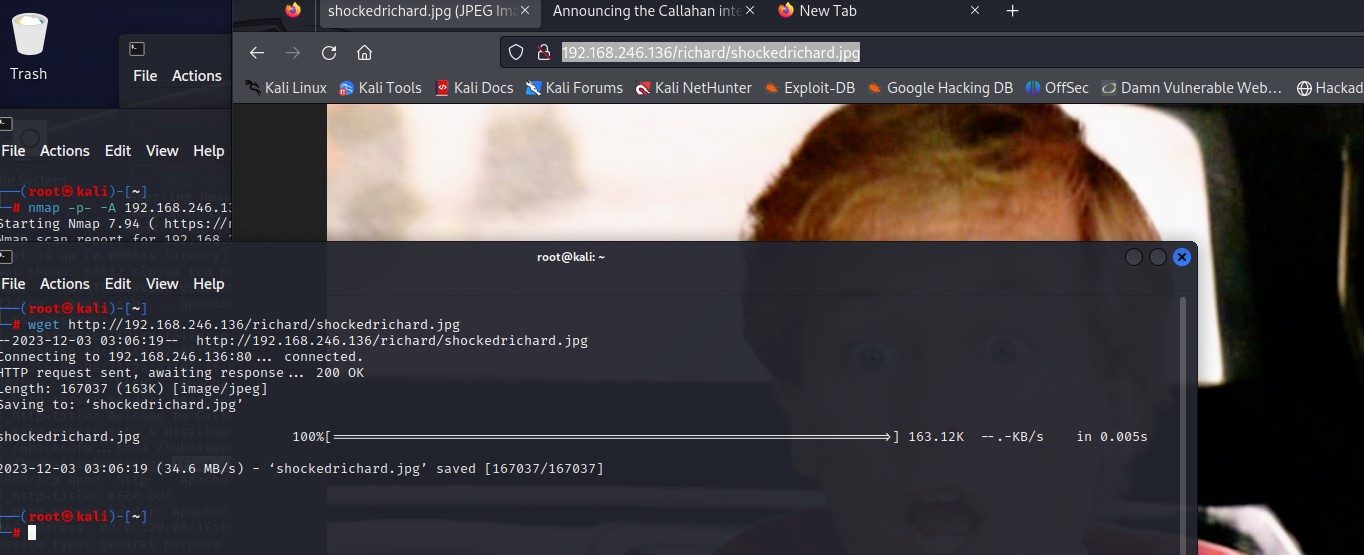 shockedrichard.jpg (JPEG Im
Announcing the Callahan inte
New Tab
Trash
File Actions
192.168.246.136/richard/shockedrichard.jpg
Kali Linux Kali Tools Kali Docs Kali Forums Kali NetHunter Exploit-DB Google Hacking DB OffSec Damn Vulnerable Web… Hackad
File Actions Edit View Help
(root㉿kali)-[~]
# nmap -p- -A 192.168.246.13
Starting Nmap 7.94 ( https://
Nmap scan report for 192.168.
root@kali: ~
File Actions Edit View Help
(root㉿kali)-[~]
# wget http://192.168.246.136/richard/shockedrichard.jpg
--2023-12-03 03:06:19-- http://192.168.246.136/richard/shockedrichard.jpg
Connecting to 192.168.246.136:80... connected.
HTTP request sent, awaiting response... 200 OK
Length: 167037 (163K) [image/jpeg]
Saving to: ‘shockedrichard.jpg’
shockedrichard.jpg 100%[===================>] 163.12K --.-KB/s in 0.005s
2023-12-03 03:06:19 (34.6 MB/s) - ‘shockedrichard.jpg’ saved [167037/167037]
(root㉿kali)-[~]
#